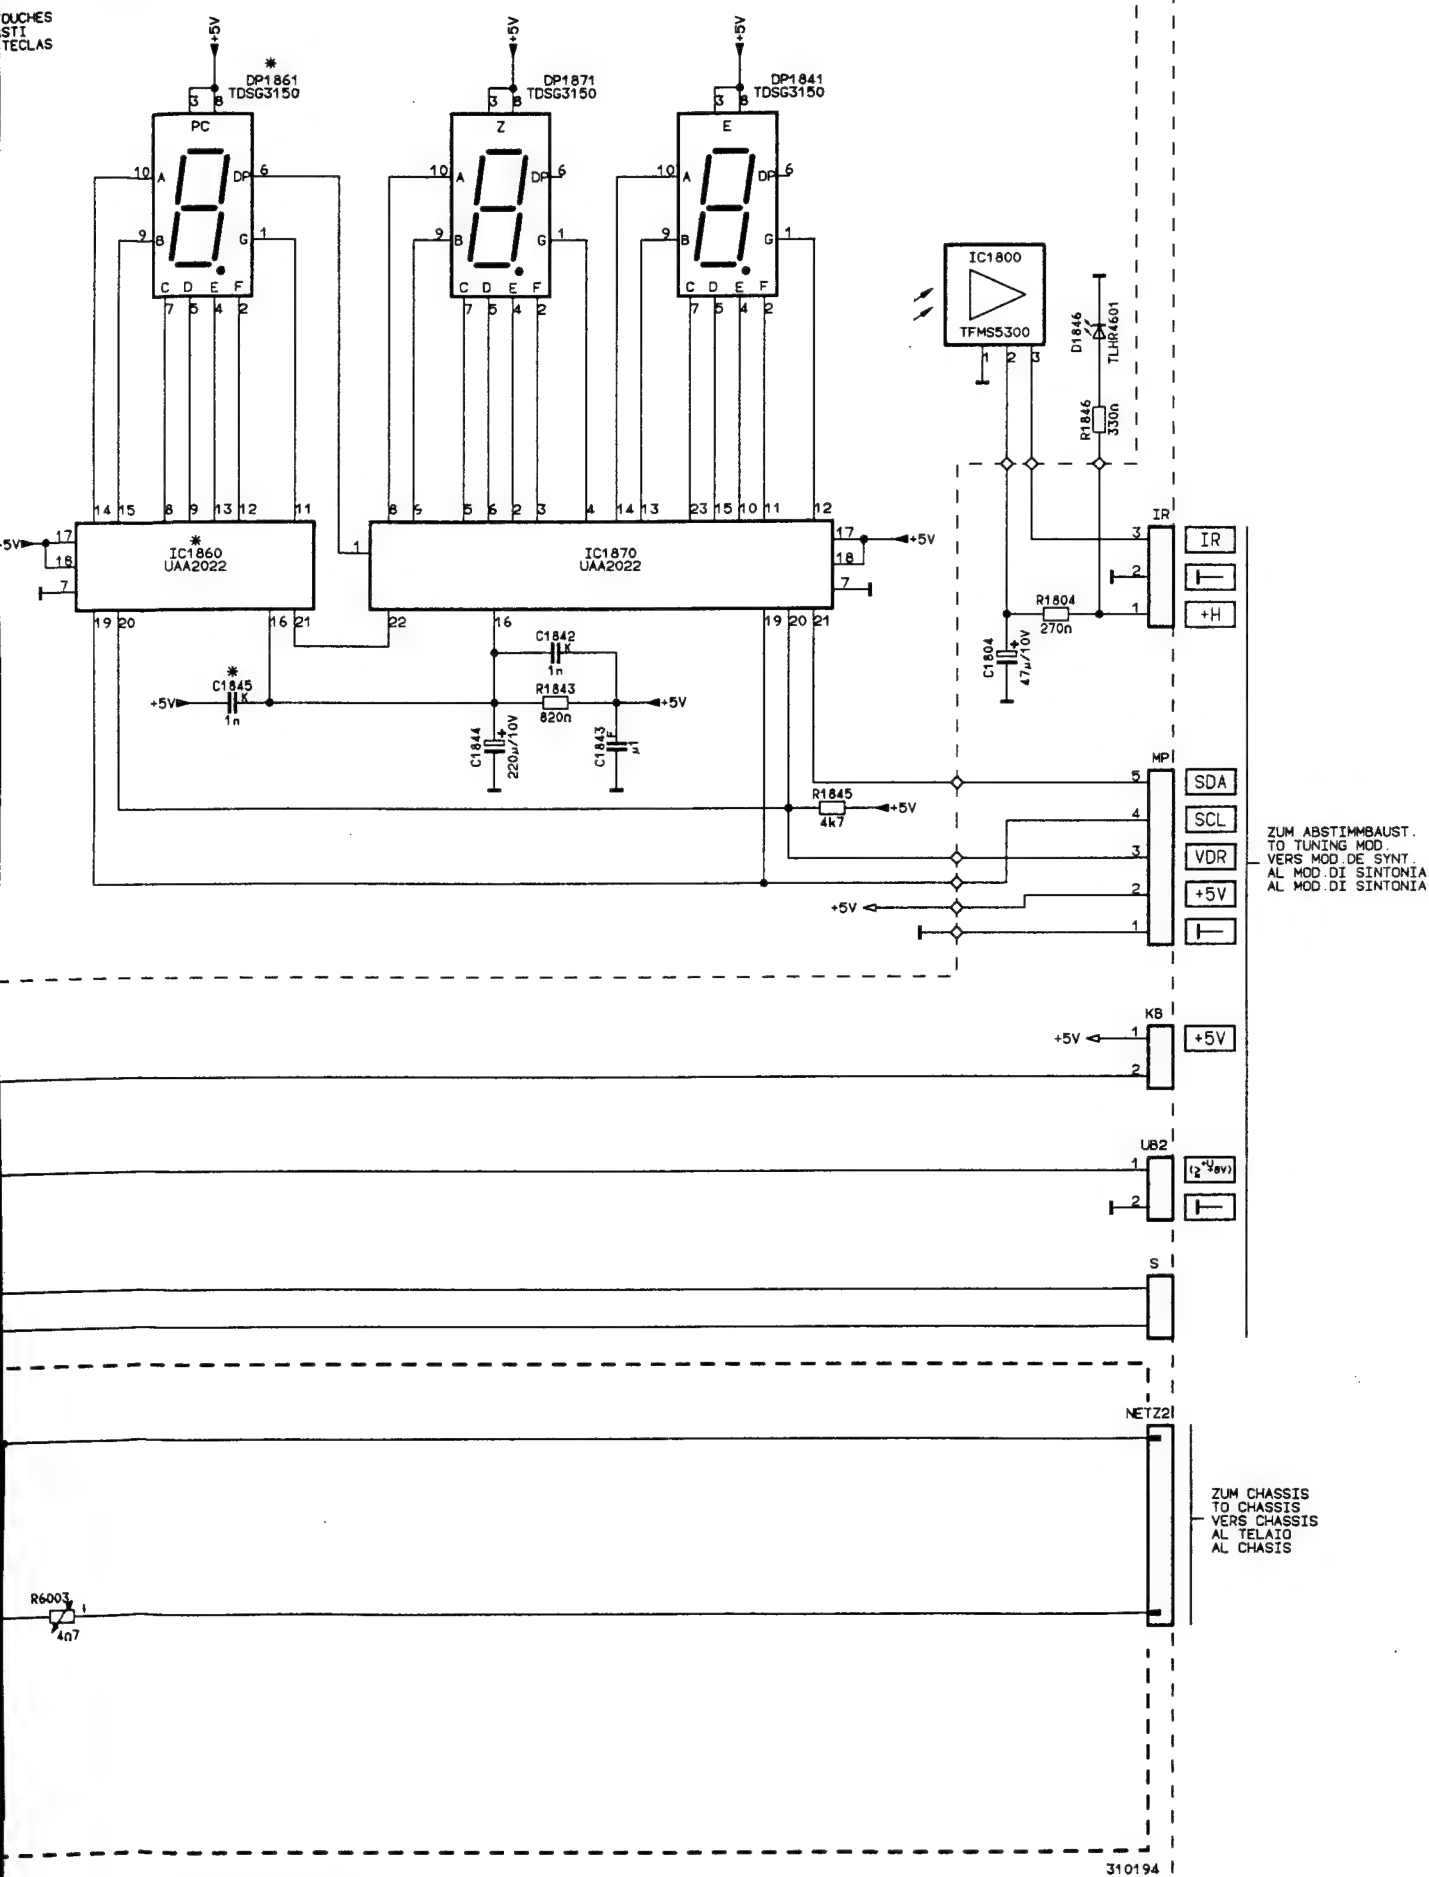 TECLAS
+5V
+5V
+5V
*
DP1861
TDSG3150
DP1871
TDSG3150
DP1841
TDSG3150
3 8
3 8
3 8
PC
Z
E
10 A DP 6
10 A DP 6
10 A DP 6
9 B G 1
9 B G 1
9 B G 1
C D E F
C D E F
C D E F
7 5 4 2
7 5 4 2
7 5 4 2
IC1800
TFMS5300
1 2 3
D1846
TLHR4601
R1846
330Ω
14 15 8 9 13 12 11
8 9 5 6 2 3 4 14 13 23 15 10 11 12
17
18
7
*
IC1860
UAA2022
1
IC1870
UAA2022
17
18
7
+5V
19 20 16 21
22 16 19 20 21
*
C1845
K
1n
+5V
C1842
K
1n
R1843
820Ω
+5V
C1844
+
220µ/10V
C1843
F
µ1
R1845
4k7
+5V
R1804
270Ω
C1804
+
47µ/10V
IR
3 IR
2
1 +H
MP
5 SDA
4 SCL
3 VDR
2 +5V
1
+5V
ZUM ABSTIMMBAUST.
TO TUNING MOD.
VERS MOD.DE SYNT.
AL MOD.DI SINTONIA
AL MOD.DI SINTONIA
KB
+5V 1 +5V
2
UB2
1
2
S
NETZ2
ZUM CHASSIS
TO CHASSIS
VERS CHASSIS
AL TELAIO
AL CHASIS
R6003
4Ω7
310194